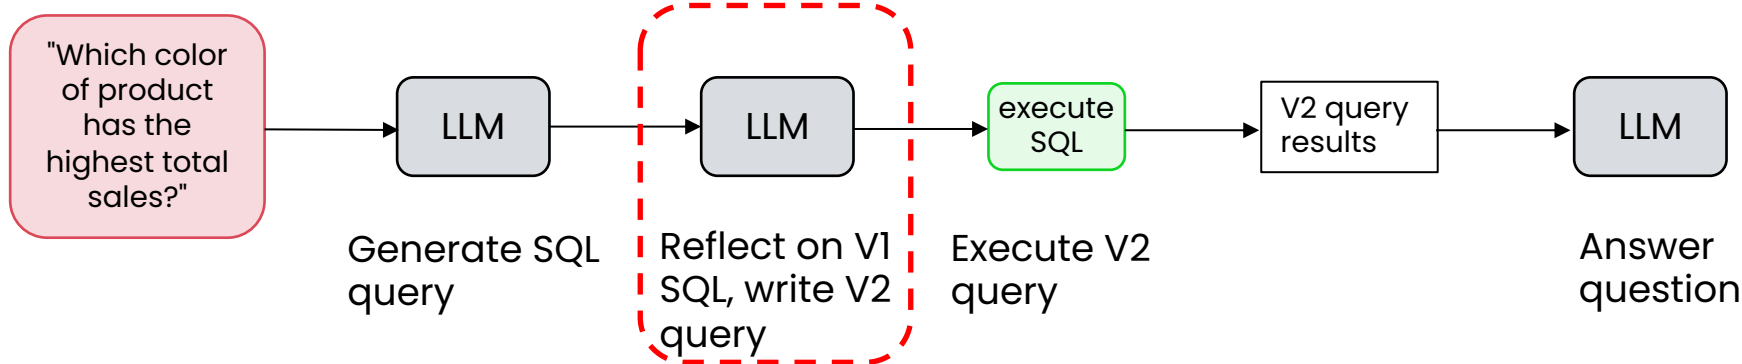 "Which color
of product
has the
highest total
sales?"
LLM
Generate SQL
query
LLM
Reflect on V1
SQL, write V2
query
execute
SQL
Execute V2
query
V2 query
results
LLM
Answer
question